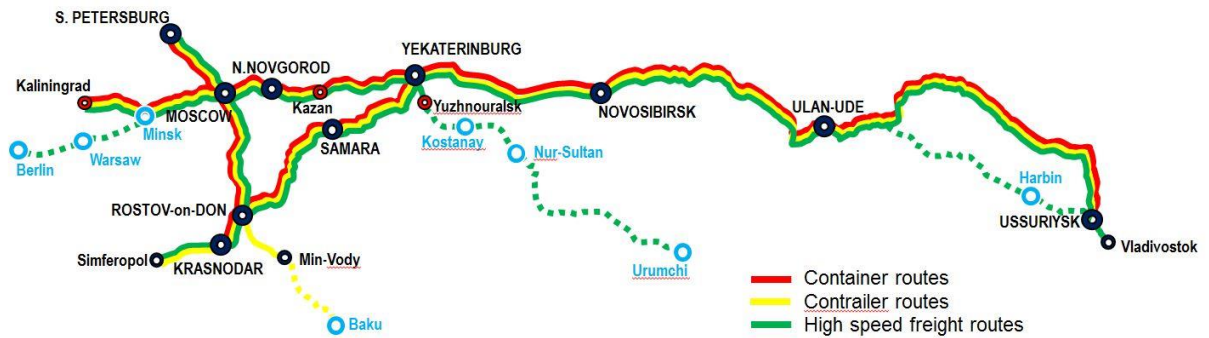 S. PETERSBURG
YEKATERINBURG
N.NOVGOROD
Kaliningrad
Kazan
Yuzhnouralsk
MOSCOW
NOVOSIBIRSK
ULAN-UDE
Minsk
Kostanay
SAMARA
Warsaw
Nur-Sultan
Berlin
Harbin
ROSTOV-on-DON
USSURIYSK
Vladivostok
Simferopol
KRASNODAR
Min-Vody
Urumchi
Container routes
Contrailer routes
Baku
High speed freight routes